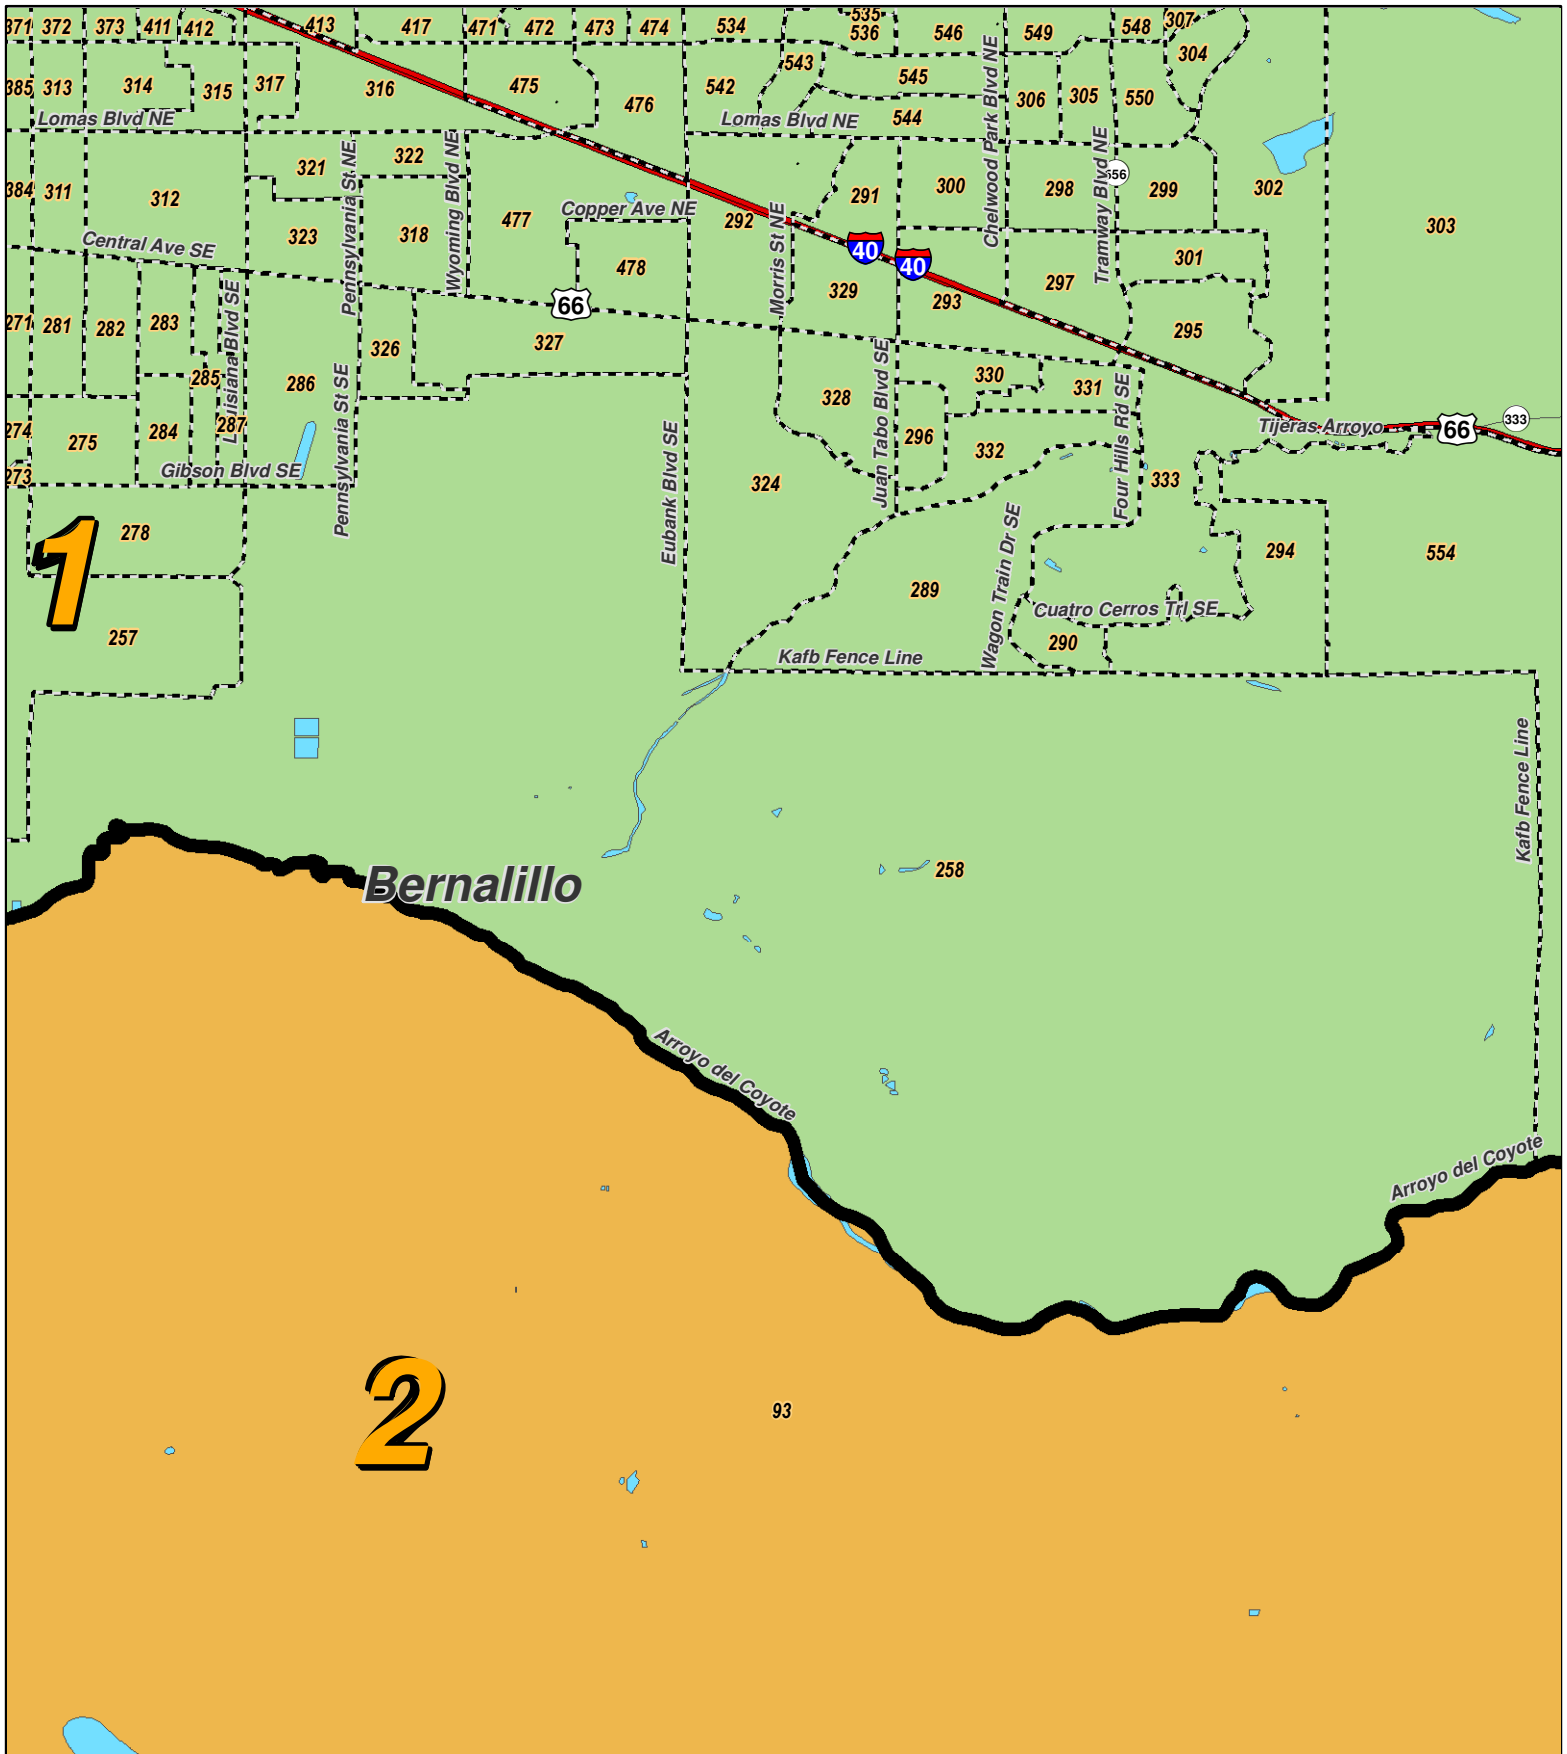 371 372 373 411 412 413 417 471 472 473 474 534 535 536 546 549 548 307
304
385 313 314 315 317 316 475 476 542 543 545 544 306 305 550
Lomas Blvd NE
Lomas Blvd NE
Chelwood Park Blvd NE
384 311 312 321 322 477 292 291 300 298 299 302 303
556
Tramway Blvd NE
Pennsylvania St NE
Wyoming Blvd NE
Copper Ave NE
Morris St NE
Central Ave SE
323 318 478 329 293 297 301
40
40
66
271 281 282 283 326 327 295
Louisiana Blvd SE
285 286 328 330 331
Pennsylvania St SE
Juan Tabo Blvd SE
Four Hills Rd SE
Tijeras Arroyo
66
333
274 275 284 287 296 332
273
Gibson Blvd SE
Eubank Blvd SE
324 333
278 294 554
1
Wagon Train Dr SE
289
257
Cuatro Cerros Trl SE
290
Kafb Fence Line
Kafb Fence Line
Bernalillo
258
Arroyo del Coyote
Arroyo del Coyote
2
93